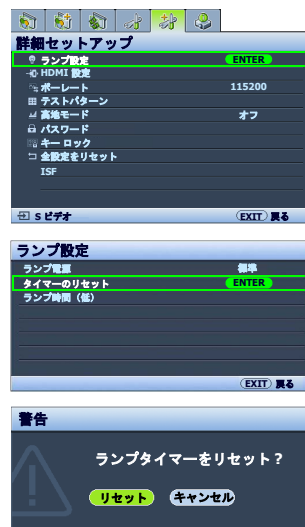 詳細セットアップ
ランプ設定 ENTER
HDMI 設定
ボーレート 115200
テストパターン
高地モード オフ
パスワード
キー ロック
全設定をリセット
ISF
S ビデオ EXIT 戻る
ランプ設定
ランプ電源 標準
タイマーのリセット ENTER
ランプ時間（低）
EXIT 戻る
警告
ランプタイマーをリセット？
リセット キャンセル